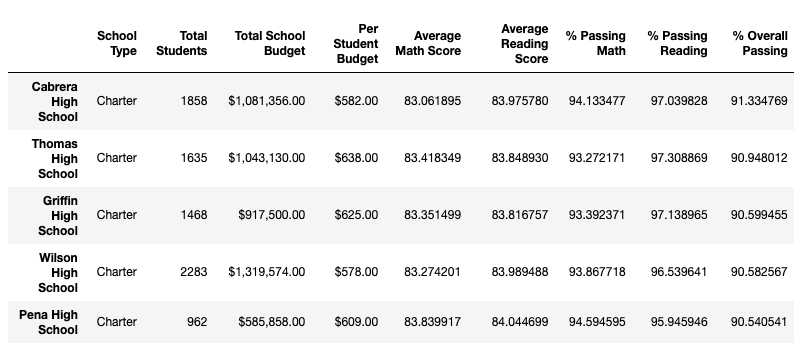 School Type Total Students Total School Budget Per Student Budget Average Math Score Average Reading Score % Passing Math % Passing Reading % Overall Passing
Cabrera High School Charter 1858 $1,081,356.00 $582.00 83.061895 83.975780 94.133477 97.039828 91.334769
Thomas High School Charter 1635 $1,043,130.00 $638.00 83.418349 83.848930 93.272171 97.308869 90.948012
Griffin High School Charter 1468 $917,500.00 $625.00 83.351499 83.816757 93.392371 97.138965 90.599455
Wilson High School Charter 2283 $1,319,574.00 $578.00 83.274201 83.989488 93.867718 96.539641 90.582567
Pena High School Charter 962 $585,858.00 $609.00 83.839917 84.044699 94.594595 95.945946 90.540541